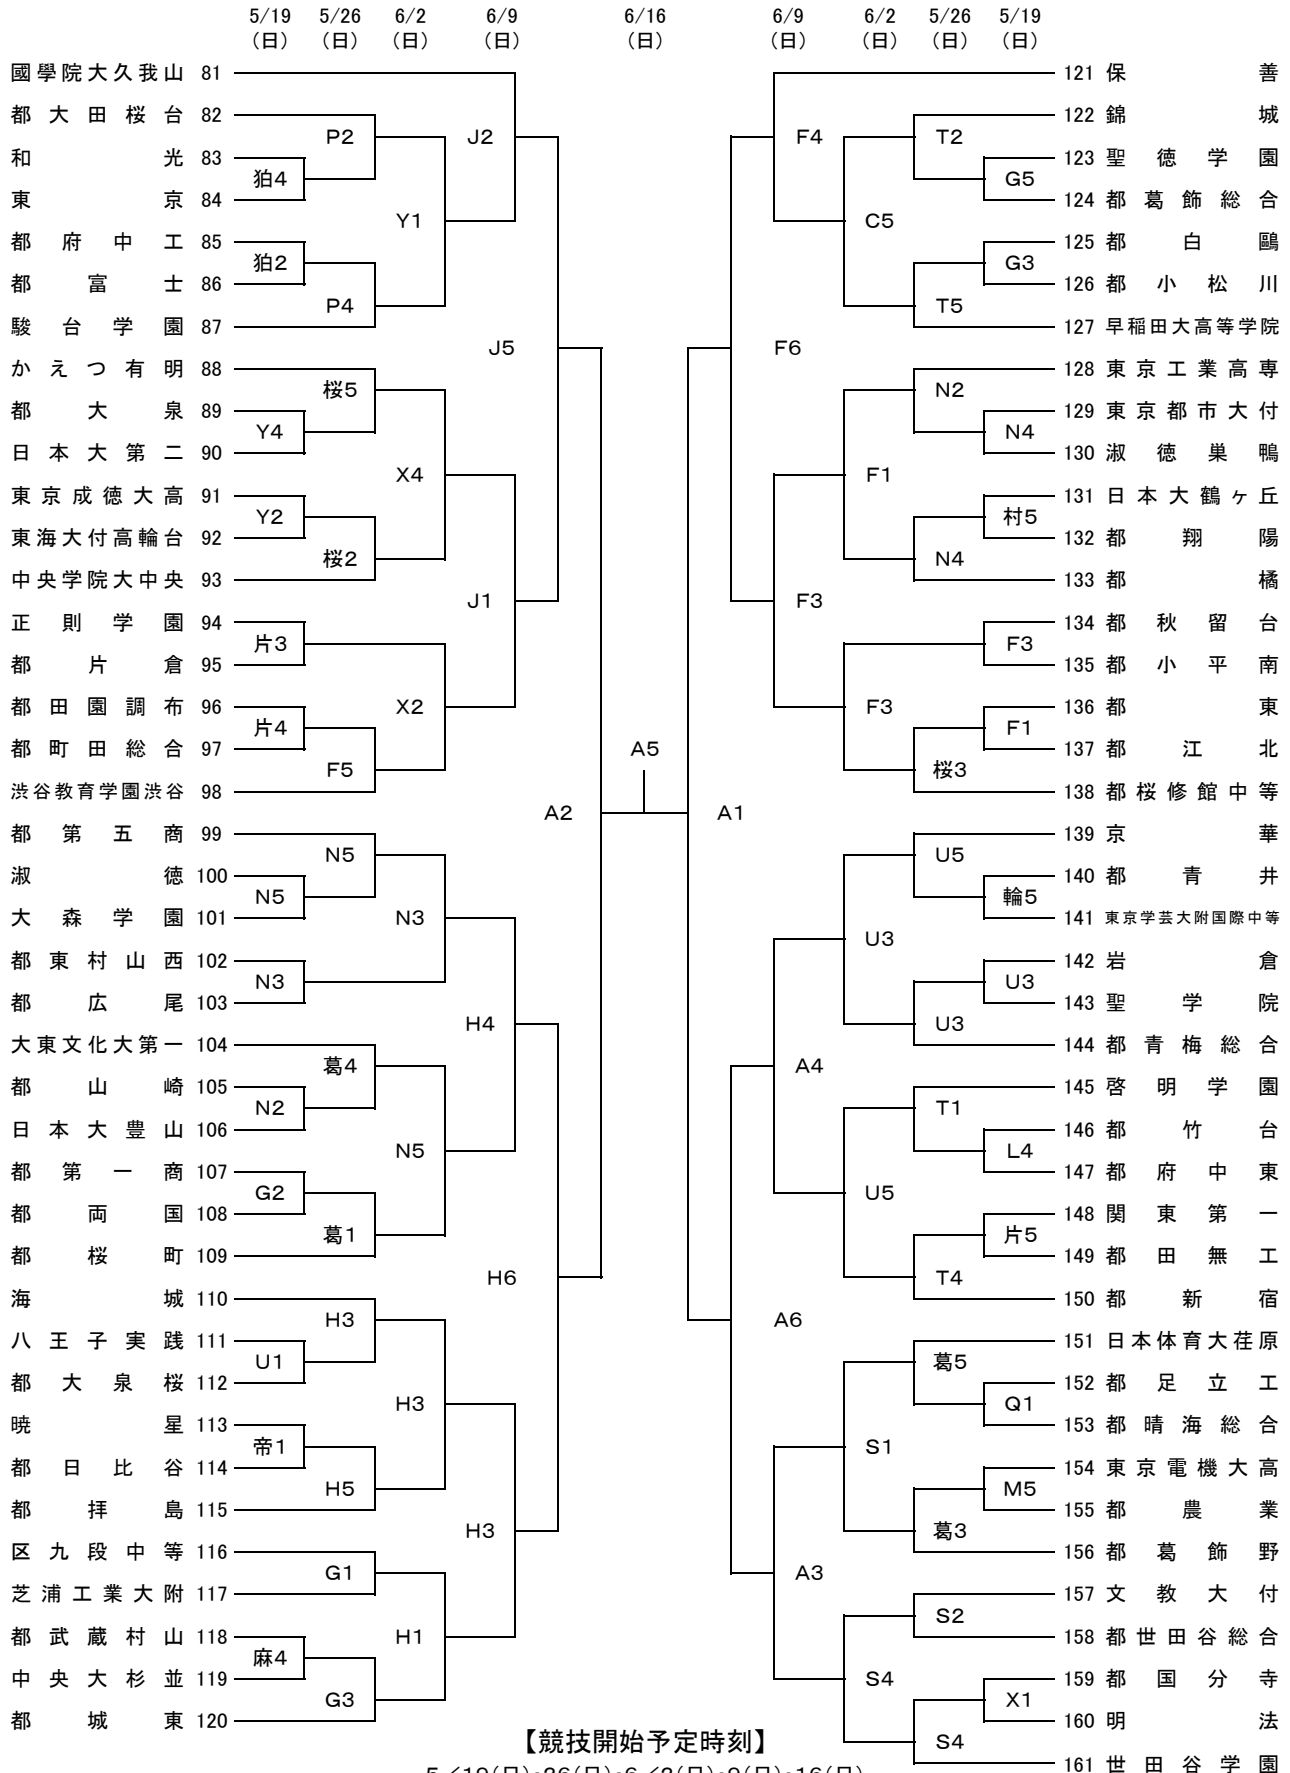 5/19 5/26 6/2 6/9 6/16 6/9 6/2 5/26 5/19
(日) (日) (日) (日) (日) (日) (日) (日) (日)
國學院大久我山 81
都大田桜台 82
P2
和光 83
狛4
東京 84
J2
Y1
都府中工 85
狛2
都富士 86
P4
駿台学園 87
J5
かえつ有明 88
桜5
都大泉 89
Y4
日本大第二 90
X4
東京成徳大高 91
Y2
東海大付高輪台 92
桜2
中央学院大中央 93
J1
正則学園 94
片3
都片倉 95
X2
都田園調布 96
片4
都町田総合 97
F5
渋谷教育学園渋谷 98
A2
都第五商 99
N5
淑徳 100
N5
大森学園 101
N3
都東村山西 102
N3
都広尾 103
H4
大東文化大第一 104
葛4
都山崎 105
N2
日本大豊山 106
N5
都第一商 107
G2
都両国 108
葛1
都桜町 109
H6
海城 110
H3
八王子実践 111
U1
都大泉桜 112
H3
暁星 113
帝1
都日比谷 114
H5
都拝島 115
H3
区九段中等 116
G1
芝浦工業大附 117
H1
都武蔵村山 118
麻4
中央大杉並 119
G3
都城東 120
A5
121 保善
F4
122 錦城
T2
123 聖徳学園
G5
124 都葛飾総合
C5
125 都白鷗
G3
126 都小松川
T5
127 早稲田大高等学院
F6
128 東京工業高専
N2
129 東京都市大付
N4
130 淑徳巣鴨
F1
131 日本大鶴ヶ丘
村5
132 都翔陽
N4
133 都橘
F3
134 都秋留台
F3
135 都小平南
F3
136 都東
F1
137 都江北
桜3
138 都桜修館中等
A1
139 京華
U5
140 都青井
輪5
141 東京学芸大附国際中等
U3
142 岩倉
U3
143 聖学院
U3
144 都青梅総合
A4
145 啓明学園
T1
146 都竹台
L4
147 都府中東
U5
148 関東第一
片5
149 都田無工
T4
150 都新宿
A6
151 日本体育大荏原
葛5
152 都足立工
Q1
153 都晴海総合
S1
154 東京電機大高
M5
155 都農業
葛3
156 都葛飾野
A3
157 文教大付
S2
158 都世田谷総合
S4
159 都国分寺
X1
160 明法
S4
161 世田谷学園
【競技開始予定時刻】
5/19(日)・26(日)・6/2(日)・9(日)・16(日)